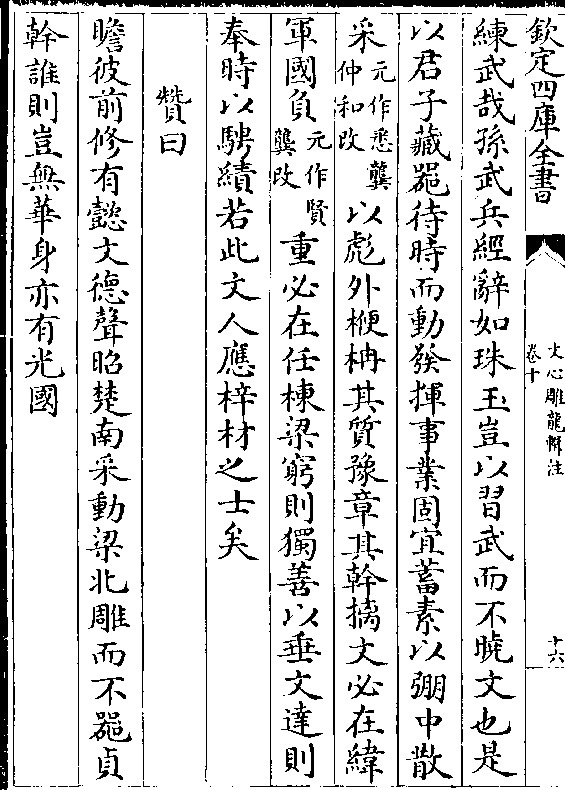 欽定四庫全書
文心雕龍輯注
卷十
十六
練武哉孫武兵經辭如珠玉豈以習武而不曉文也是
以君子藏器待時而動發揮事業固宜蓄素以弸中散
采元作悉龔仲和改以彪外楩柟其質豫章其幹摛文必在緯
軍國負元作賢龔改重必在任棟梁窮則獨善以垂文達則
奉時以騁績若此文人應梓材之士矣
贊曰
瞻彼前修有懿文德聲昭楚南采動梁北雕而不器貞
幹誰則豈無華身亦有光國